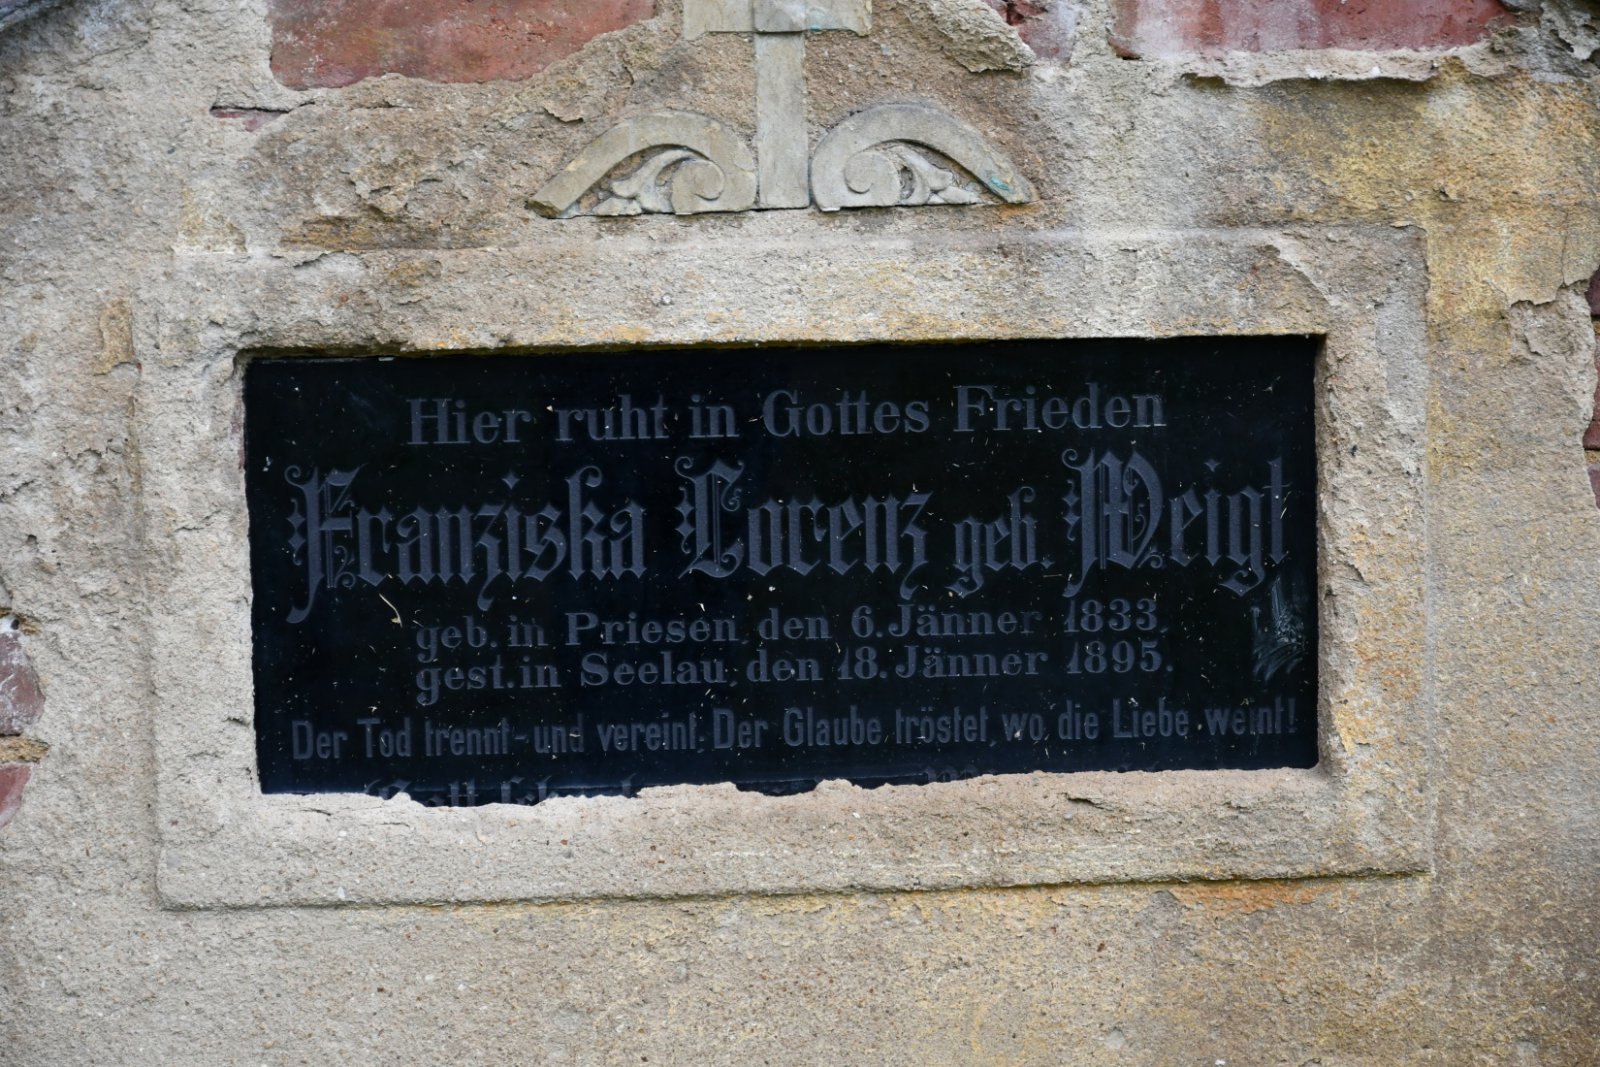 Hier ruht in Gottes Frieden
Franziska Lorenz geb. Weigt
geb. in Priesen den 6. Jänner 1833.
gest. in Seelau, den 18. Jänner 1895.
Der Tod trennt - und vereint, Der Glaube tröstet, wo die Liebe weint!